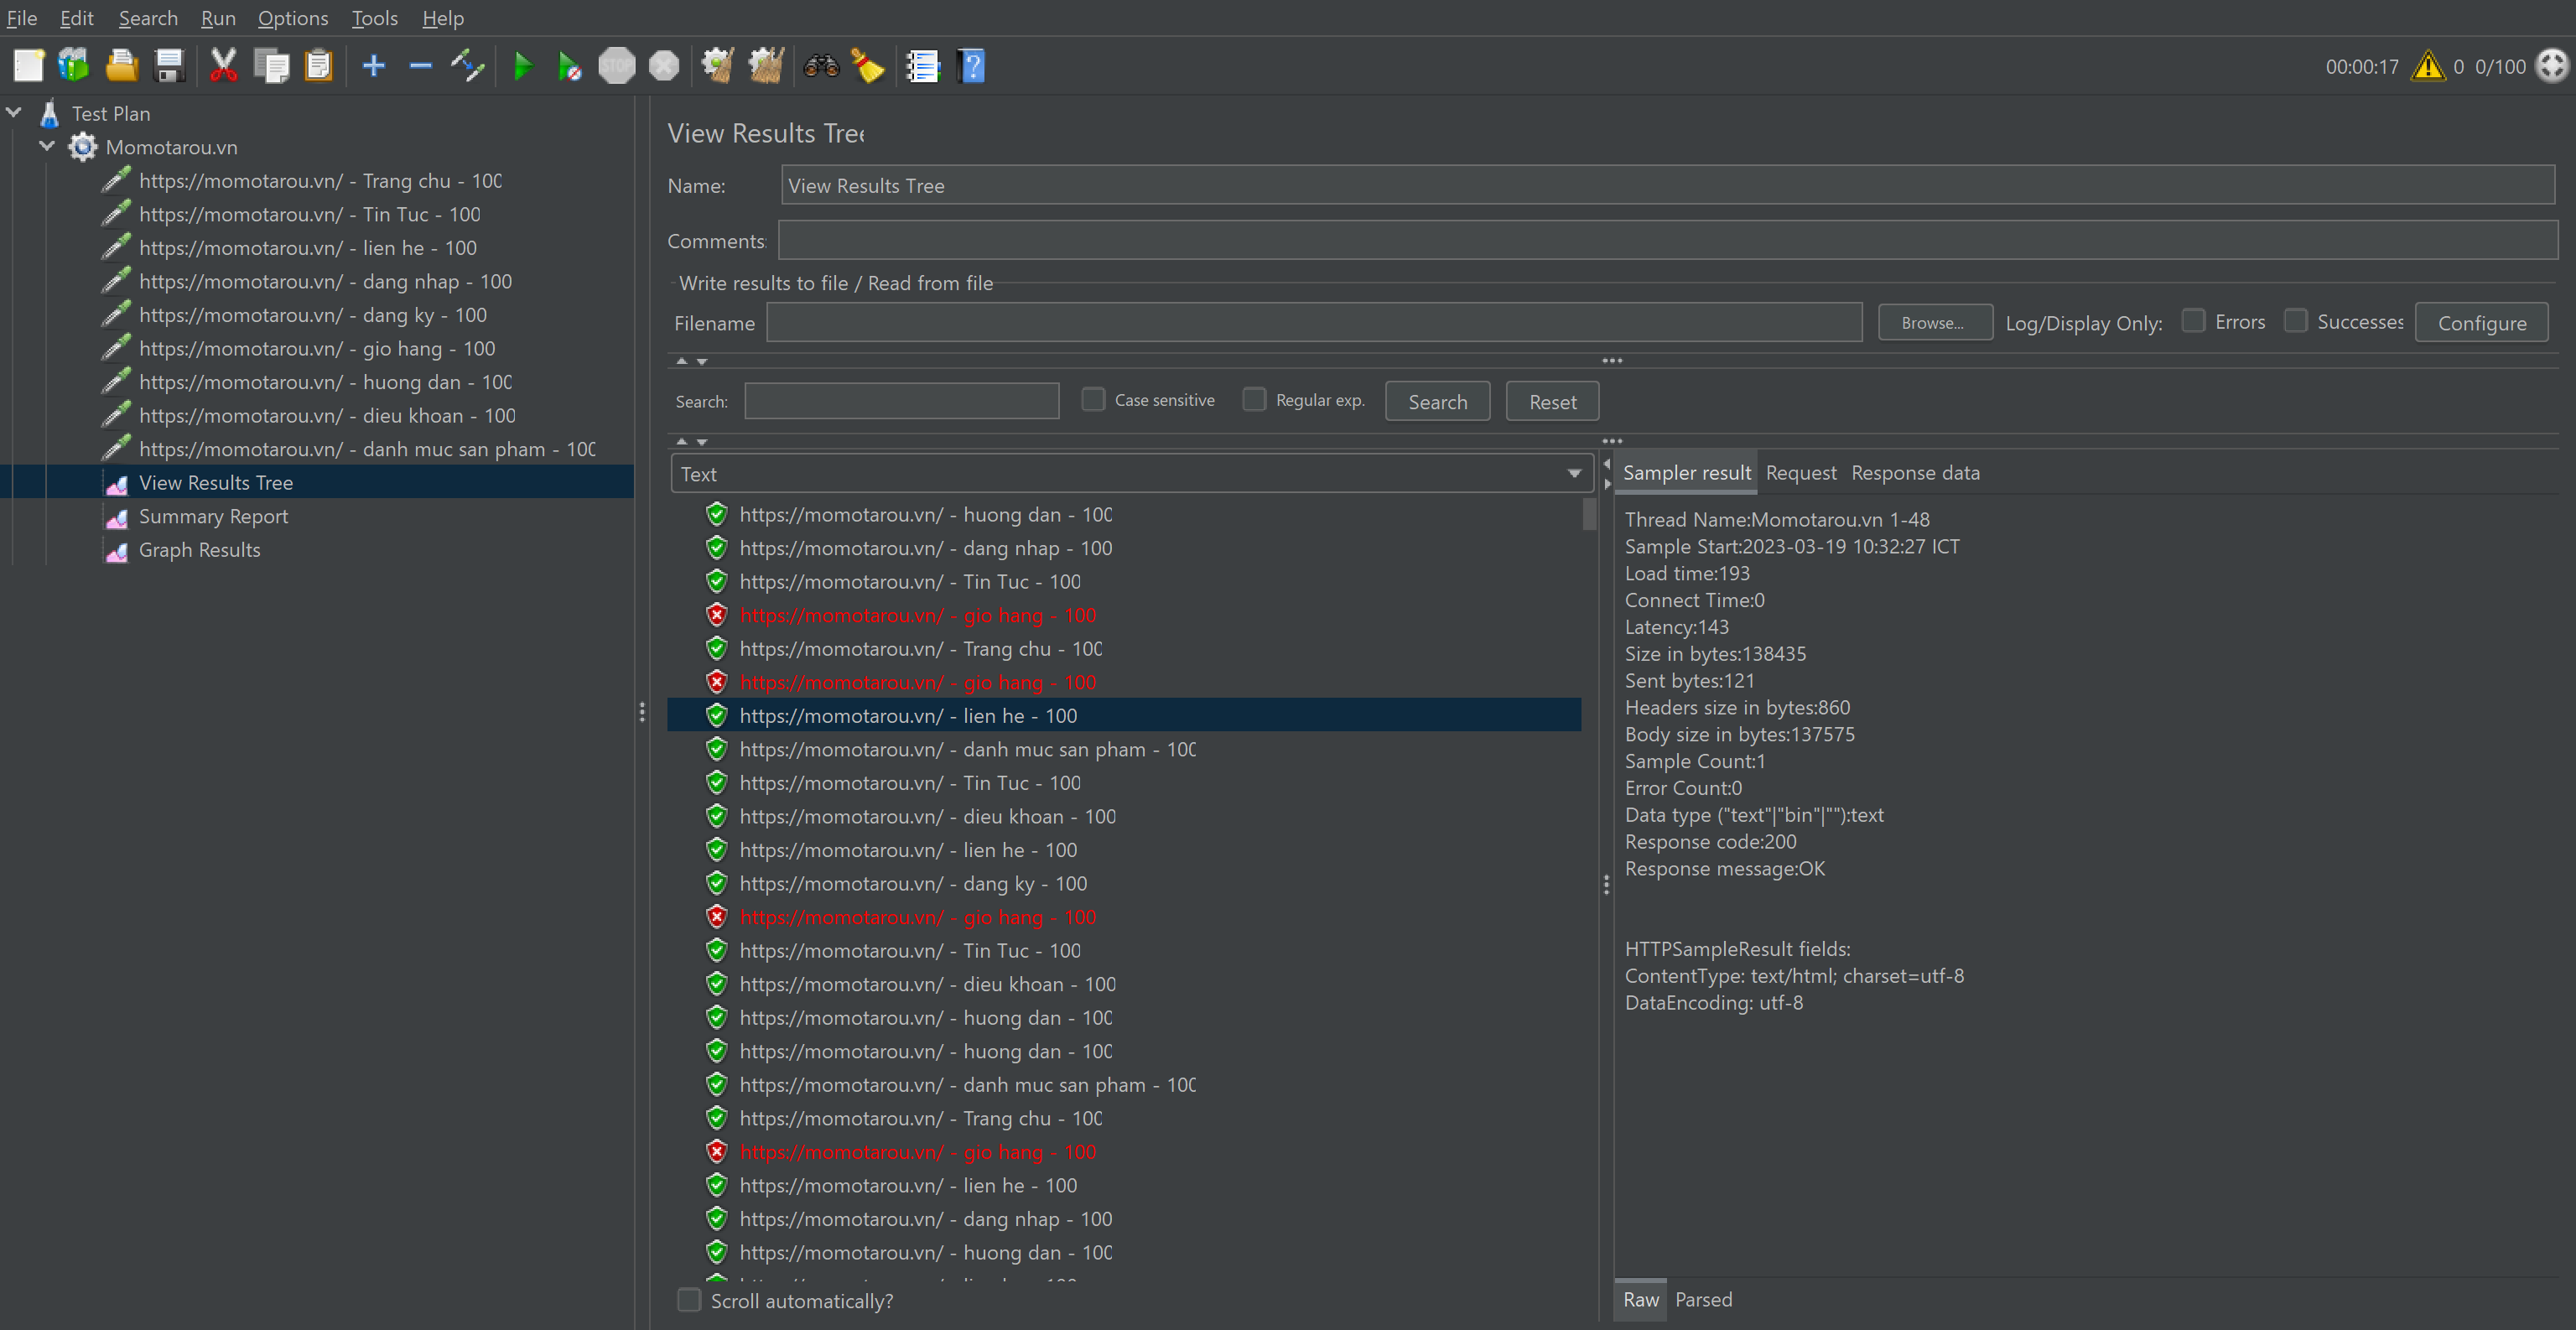 File Edit Search Run Options Tools Help
STOP
00:00:17 0 0/100
Test Plan
Momotarou.vn
https://momotarou.vn/ - Trang chu - 100
https://momotarou.vn/ - Tin Tuc - 100
https://momotarou.vn/ - lien he - 100
https://momotarou.vn/ - dang nhap - 100
https://momotarou.vn/ - dang ky - 100
https://momotarou.vn/ - gio hang - 100
https://momotarou.vn/ - huong dan - 100
https://momotarou.vn/ - dieu khoan - 100
https://momotarou.vn/ - danh muc san pham - 100
View Results Tree
Summary Report
Graph Results
View Results Tree
Name: View Results Tree
Comments:
Write results to file / Read from file
Filename Browse... Log/Display Only: Errors Successes Configure
Search: Case sensitive Regular exp. Search Reset
Text
https://momotarou.vn/ - huong dan - 100
https://momotarou.vn/ - dang nhap - 100
https://momotarou.vn/ - Tin Tuc - 100
https://momotarou.vn/ - gio hang - 100
https://momotarou.vn/ - Trang chu - 100
https://momotarou.vn/ - gio hang - 100
https://momotarou.vn/ - lien he - 100
https://momotarou.vn/ - danh muc san pham - 100
https://momotarou.vn/ - Tin Tuc - 100
https://momotarou.vn/ - dieu khoan - 100
https://momotarou.vn/ - lien he - 100
https://momotarou.vn/ - dang ky - 100
https://momotarou.vn/ - gio hang - 100
https://momotarou.vn/ - Tin Tuc - 100
https://momotarou.vn/ - dieu khoan - 100
https://momotarou.vn/ - huong dan - 100
https://momotarou.vn/ - huong dan - 100
https://momotarou.vn/ - danh muc san pham - 100
https://momotarou.vn/ - Trang chu - 100
https://momotarou.vn/ - gio hang - 100
https://momotarou.vn/ - lien he - 100
https://momotarou.vn/ - dang nhap - 100
https://momotarou.vn/ - huong dan - 100
Scroll automatically?
Sampler result Request Response data
Thread Name:Momotarou.vn 1-48
Sample Start:2023-03-19 10:32:27 ICT
Load time:193
Connect Time:0
Latency:143
Size in bytes:138435
Sent bytes:121
Headers size in bytes:860
Body size in bytes:137575
Sample Count:1
Error Count:0
Data type ("text"|"bin"|""):text
Response code:200
Response message:OK
HTTPSampleResult fields:
ContentType: text/html; charset=utf-8
DataEncoding: utf-8
Raw Parsed